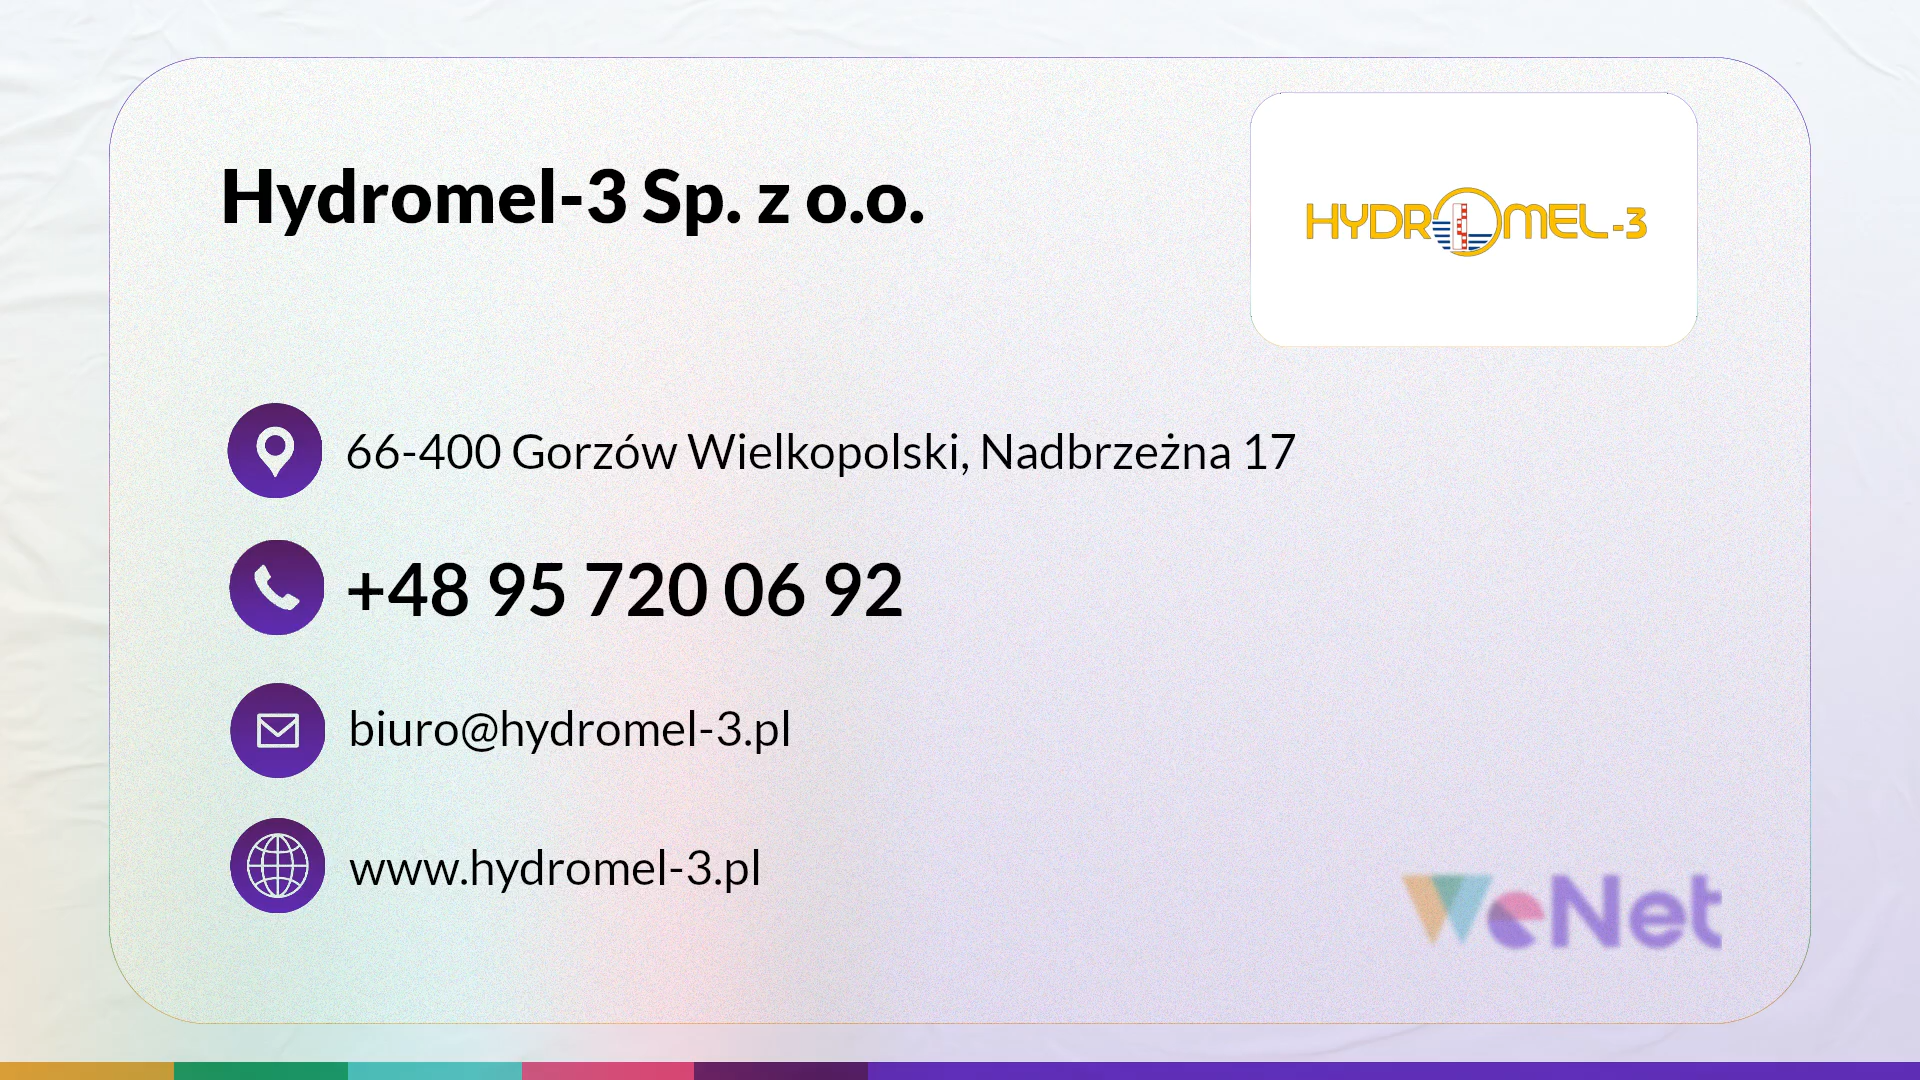 Hydromel-3 Sp. z o.o.
HYDROMEL-3
66-400 Gorzów Wielkopolski, Nadbrzeżna 17
+48 95 720 06 92
biuro@hydromel-3.pl
www.hydromel-3.pl
WeNet